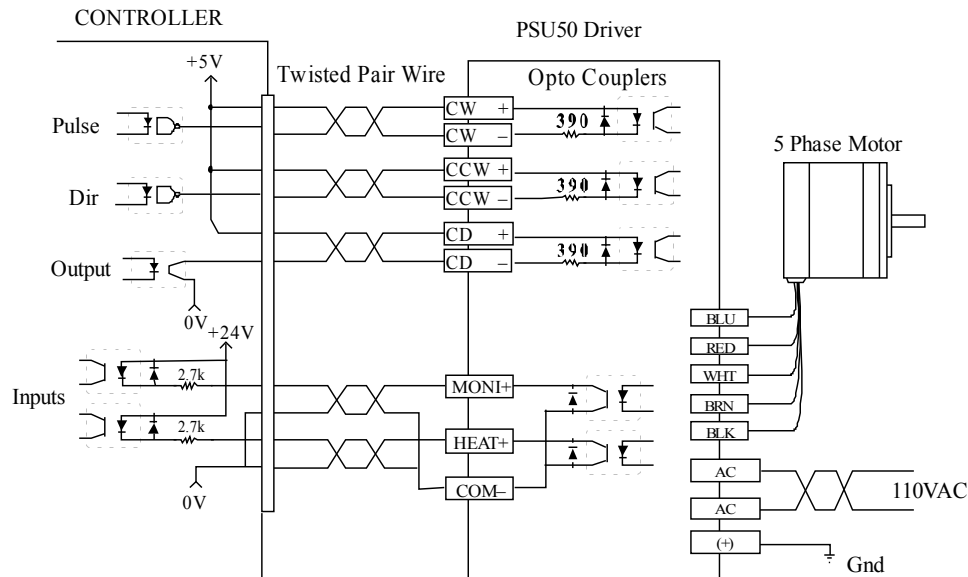 CONTROLLER
PSU50 Driver
+5V
Twisted Pair Wire
Opto Couplers
Pulse
CW +
390
CW –
5 Phase Motor
CCW +
Dir
390
CCW –
CD +
390
Output
CD –
0V
+24V
BLU
RED
2.7k
MONI+
WHT
Inputs
BRN
2.7k
HEAT+
BLK
AC
0V
COM–
110VAC
AC
(+)
Gnd